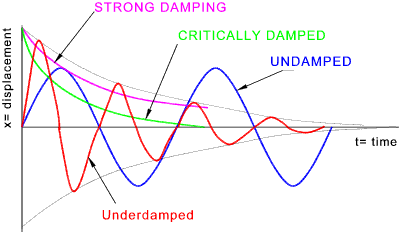 STRONG DAMPING
CRITICALLY DAMPED
UNDAMPED
x= displacement
t= time
Underdamped